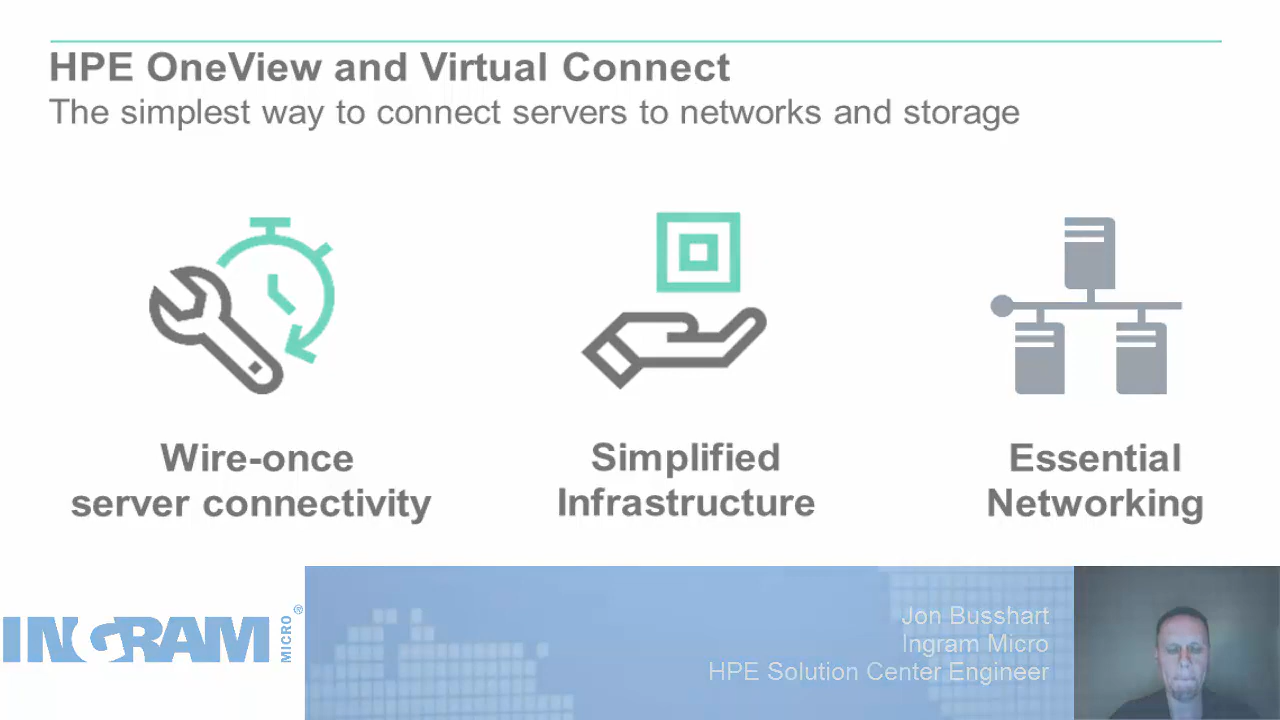 HPE OneView and Virtual Connect
The simplest way to connect servers to networks and storage
Wire-once
server connectivity
Simplified
Infrastructure
Essential
Networking
INGRAM MICRO®
Jon Busshart
Ingram Micro
HPE Solution Center Engineer